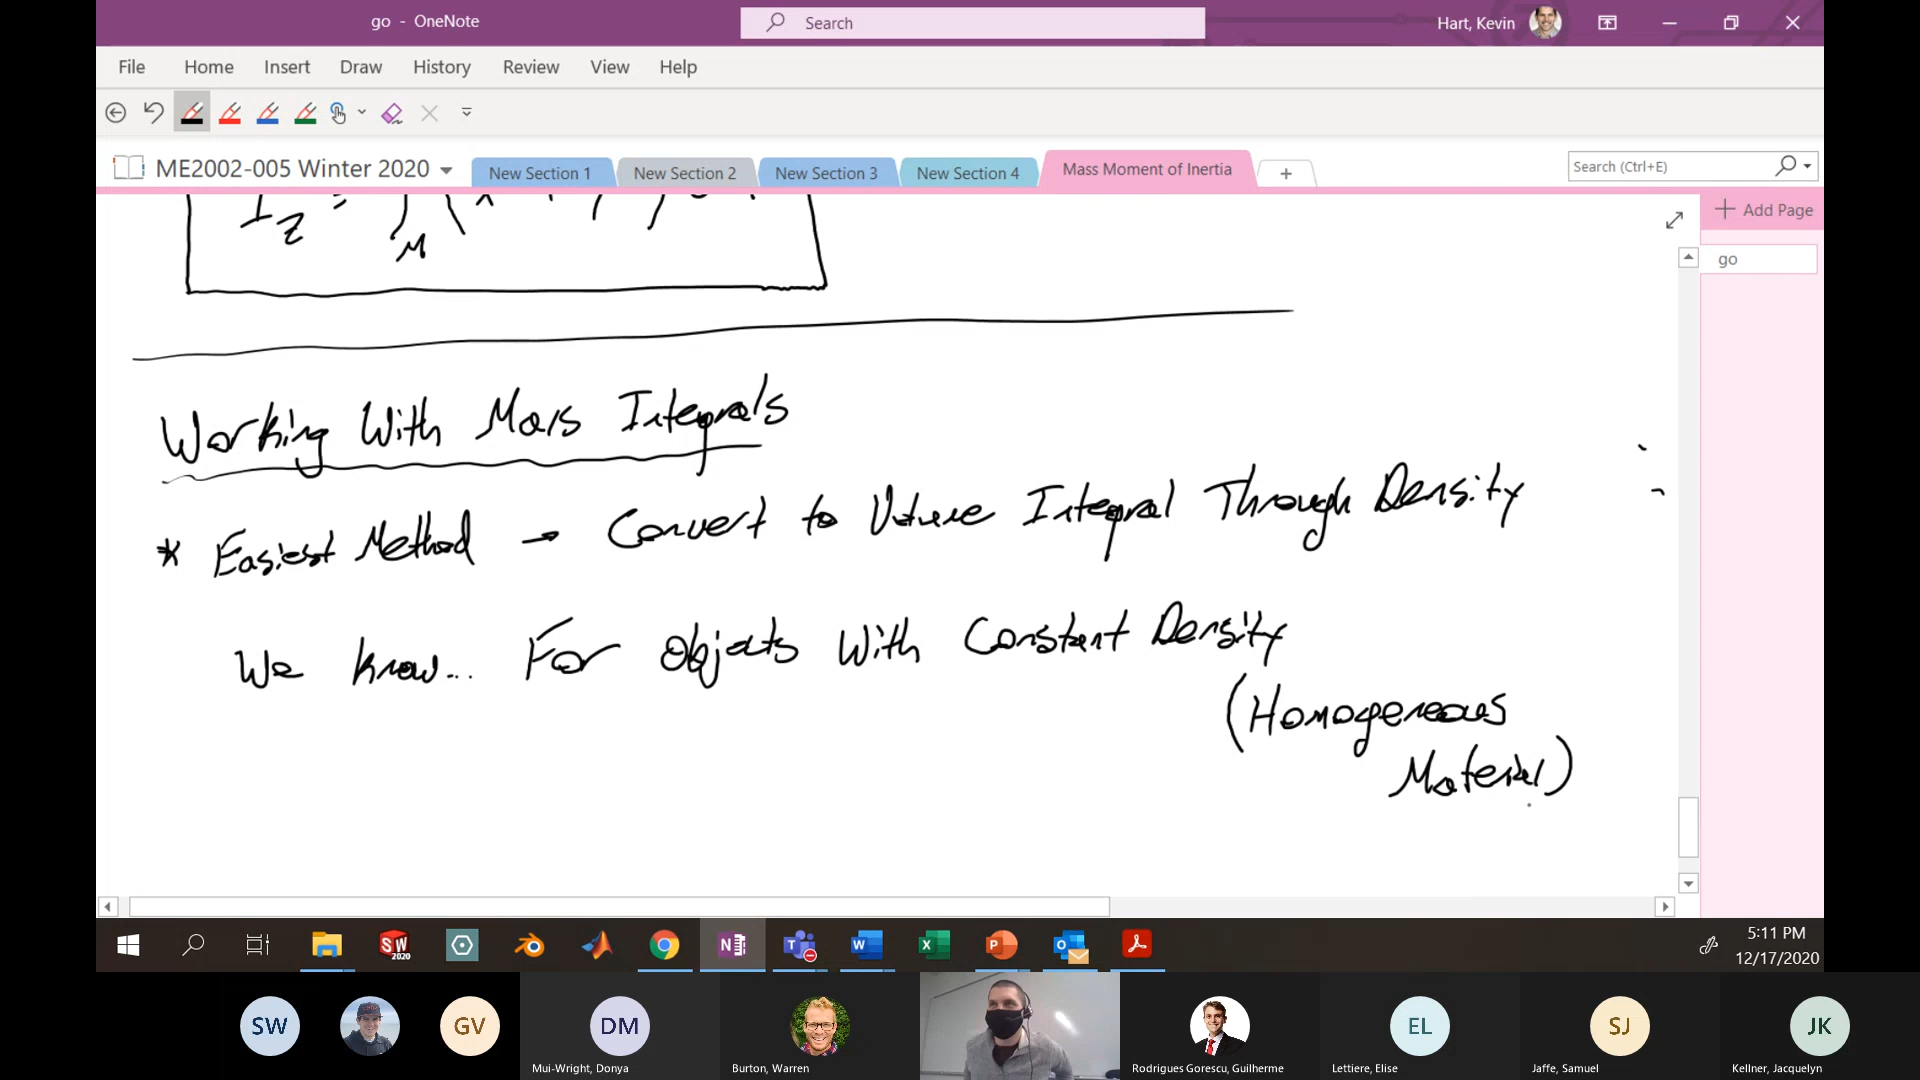 go - OneNote
Search
Hart, Kevin
File Home Insert Draw History Review View Help
ME2002-005 Winter 2020
New Section 1
New Section 2
New Section 3
New Section 4
Mass Moment of Inertia
+
Search (Ctrl+E)
Add Page
go
I_z = ∫_M
Working With Mass Integrals
* Easiest Method → Convert to Volume Integral Through Density
We know... For Objects With Constant Density
(Homogeneous
Material)
SW
2020
5:11 PM
12/17/2020
SW
GV
DM
EL
SJ
JK
Mui-Wright, Donya
Burton, Warren
Rodrigues Gorescu, Guilherme
Lettiere, Elise
Jaffe, Samuel
Kellner, Jacquelyn